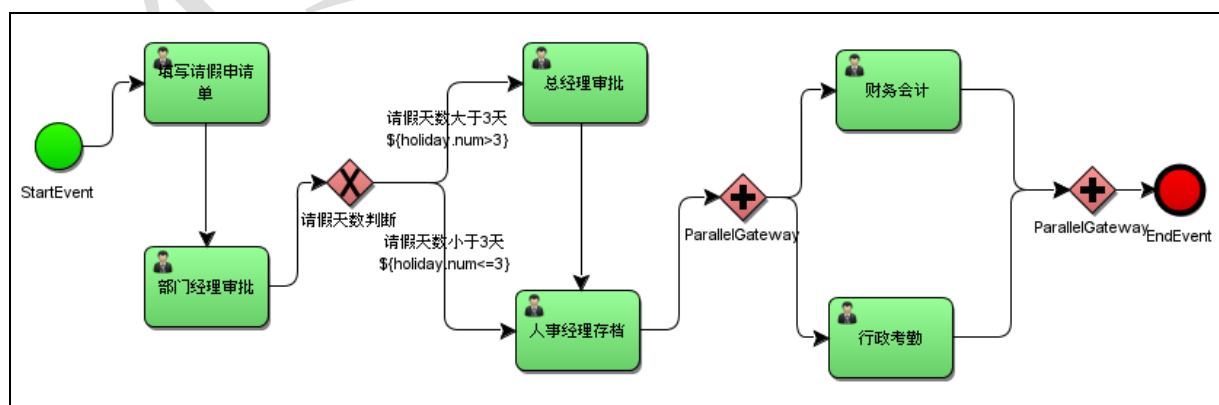 StartEvent
填写请假申请
单
部门经理审批
请假天数判断
请假天数大于3天
${holiday.num>3}
请假天数小于3天
${holiday.num<=3}
总经理审批
人事经理存档
ParallelGateway
财务会计
行政考勤
ParallelGateway
EndEvent